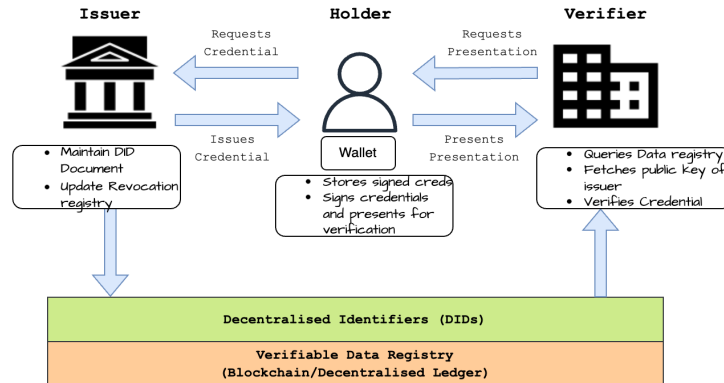 Issuer
Holder
Verifier
Requests
Credential
Requests
Presentation
Issues
Credential
Presents
Presentation
Wallet
• Maintain DID
Document
• Update Revocation
registry
• Stores signed creds
• Signs credentials
and presents for
verification
• Queries Data registry
• Fetches public key of
issuer
• Verifies Credential
Decentralised Identifiers (DIDs)
Verifiable Data Registry
(Blockchain/Decentralised Ledger)